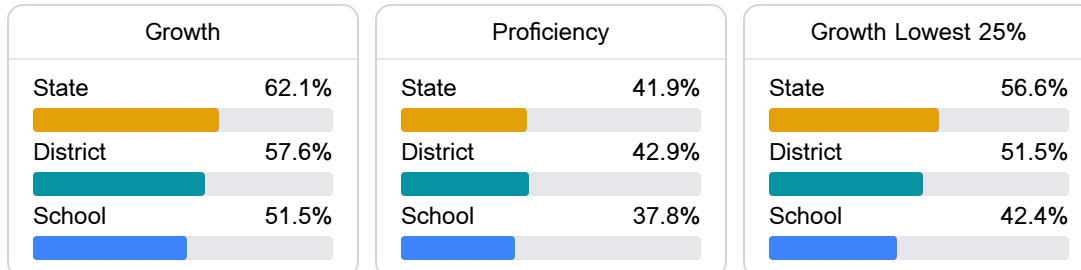 Growth
State 62.1%
District 57.6%
School 51.5%
Proficiency
State 41.9%
District 42.9%
School 37.8%
Growth Lowest 25%
State 56.6%
District 51.5%
School 42.4%